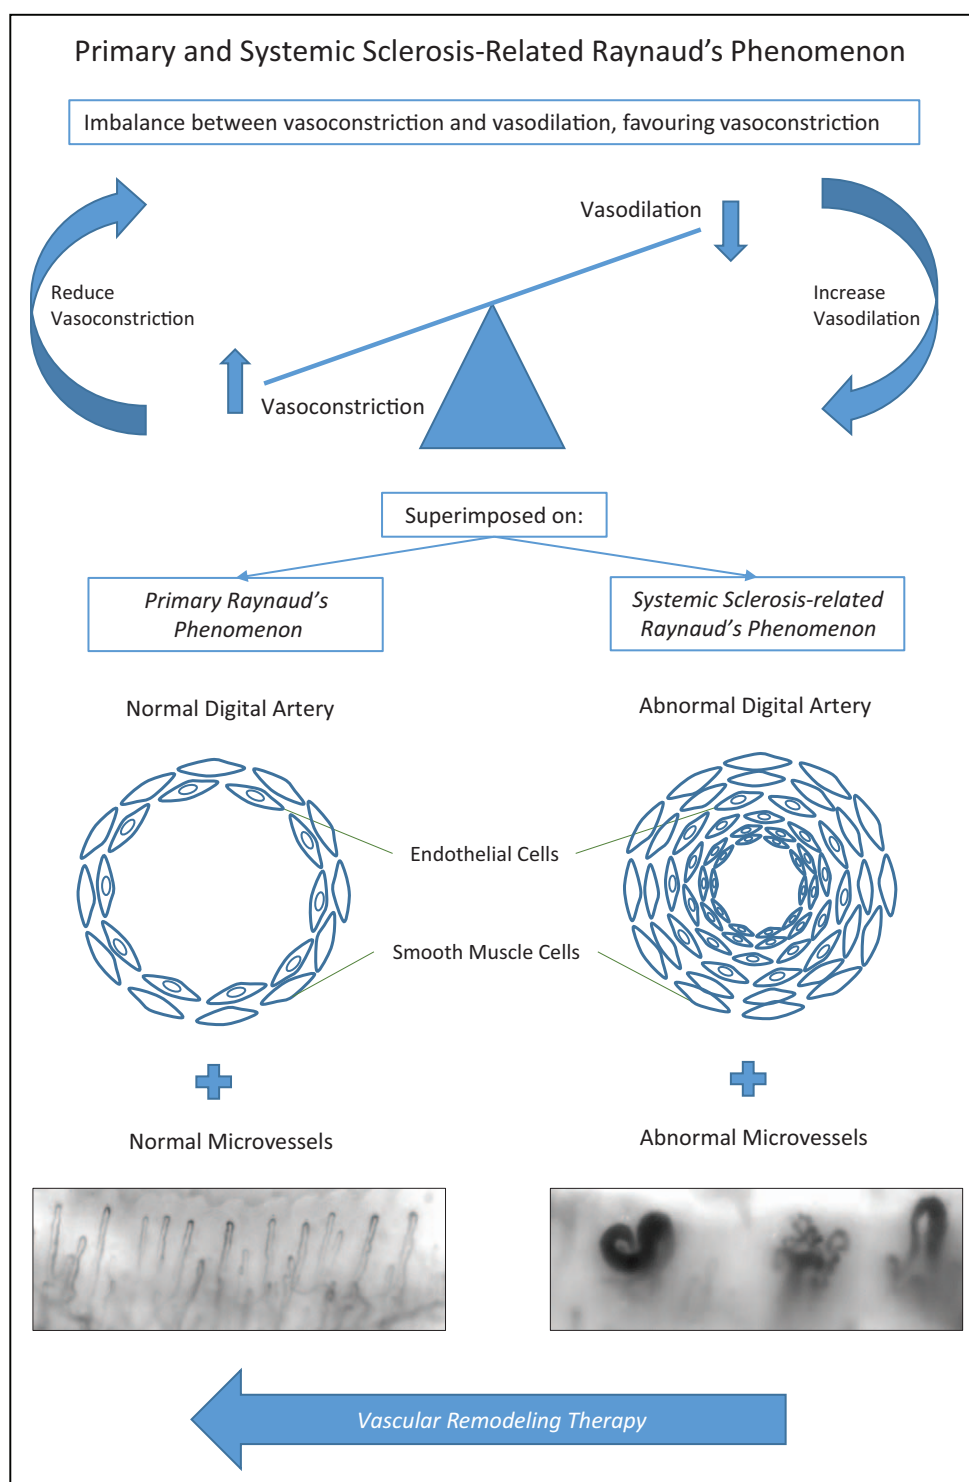 Primary and Systemic Sclerosis-Related Raynaud’s Phenomenon
Imbalance between vasoconstriction and vasodilation, favouring vasoconstriction
Vasodilation
Reduce
Vasoconstriction
Increase
Vasodilation
Vasoconstriction
Superimposed on:
Primary Raynaud’s
Phenomenon
Systemic Sclerosis-related
Raynaud’s Phenomenon
Normal Digital Artery
Abnormal Digital Artery
Endothelial Cells
Smooth Muscle Cells
Normal Microvessels
Abnormal Microvessels
Vascular Remodeling Therapy